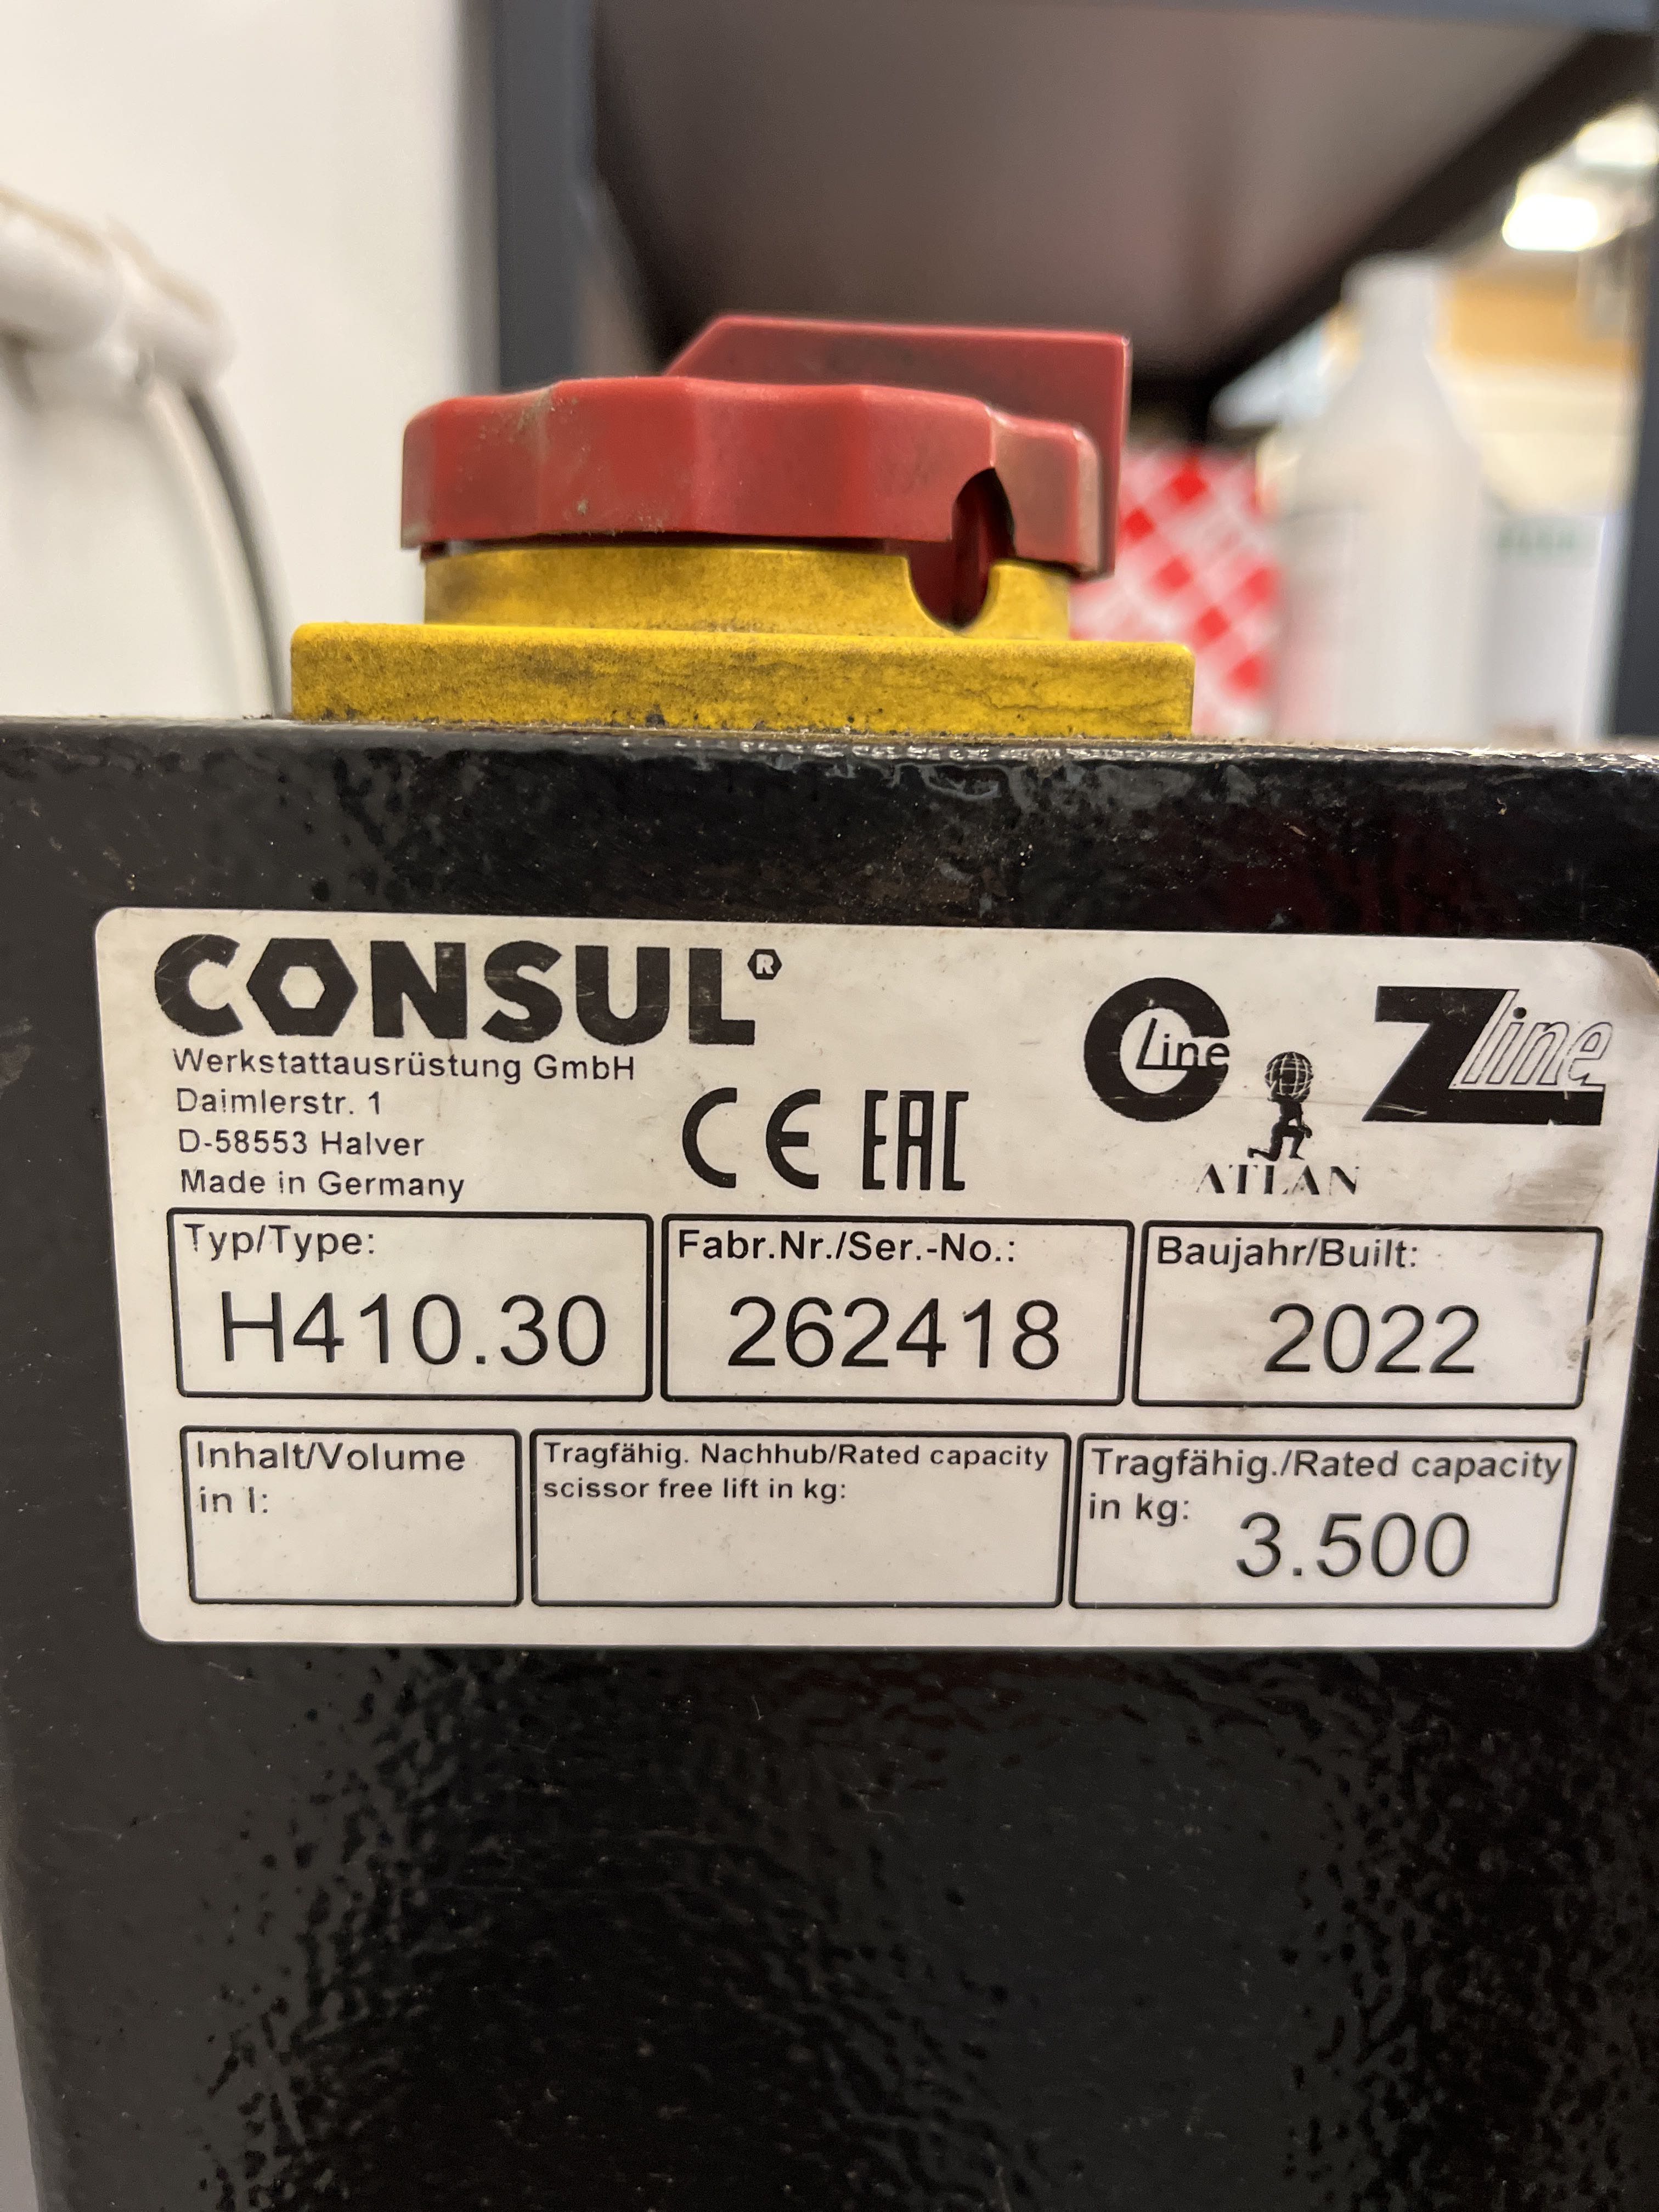 CONSUL®
Werkstattausrüstung GmbH
Daimlerstr. 1
D-58553 Halver
Made in Germany
CE EAC
C Line
ATLAN
Z line
Typ/Type:
H410.30
Fabr.Nr./Ser.-No.:
262418
Baujahr/Built:
2022
Inhalt/Volume
in l:
Tragfähig. Nachhub/Rated capacity
scissor free lift in kg:
Tragfähig./Rated capacity
in kg: 3.500